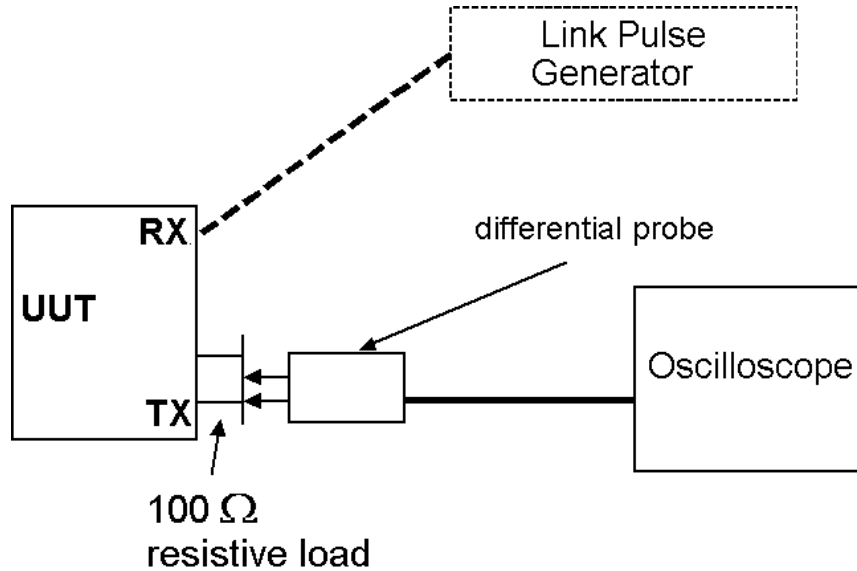 Link Pulse
Generator
RX
differential probe
UUT
Oscilloscope
TX
100 Ω
resistive load